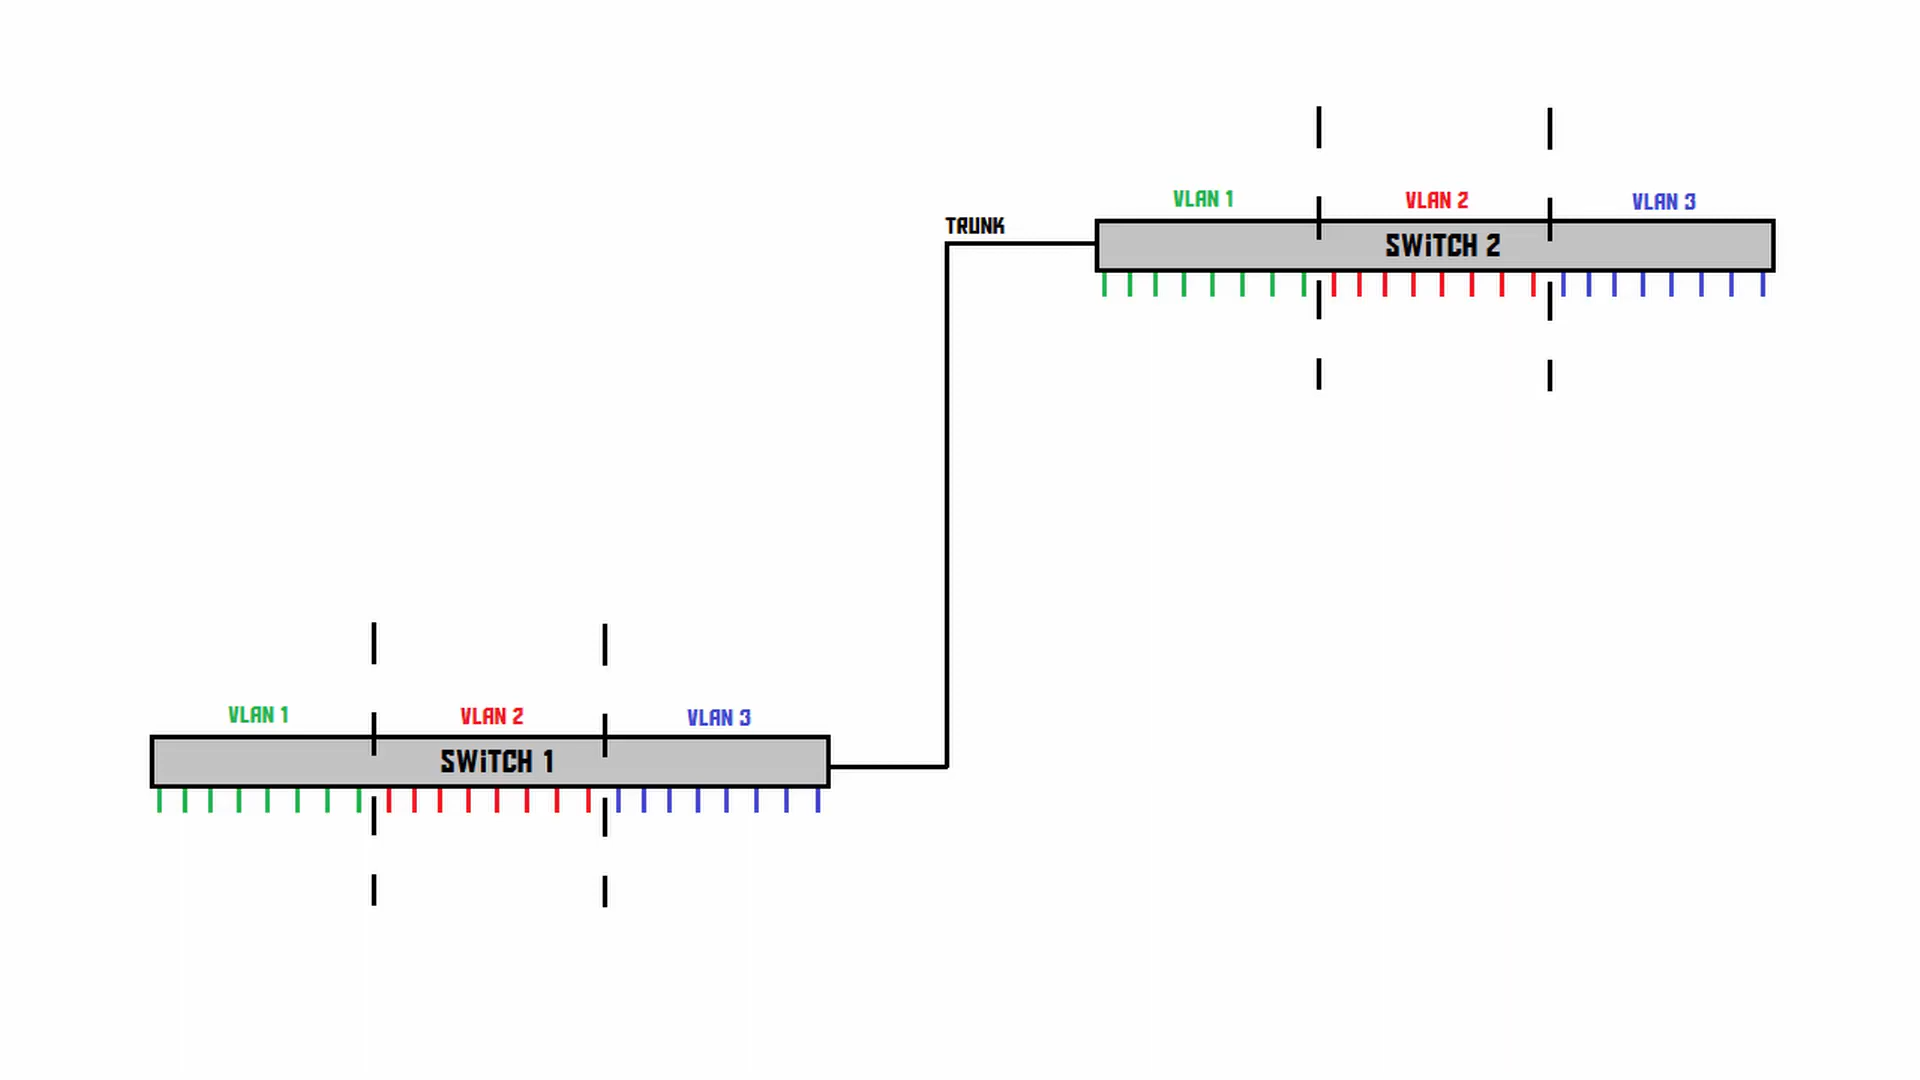 VLAN 1
VLAN 2
VLAN 3
TRUNK
SWiTCH 2
VLAN 1
VLAN 2
VLAN 3
SWiTCH 1